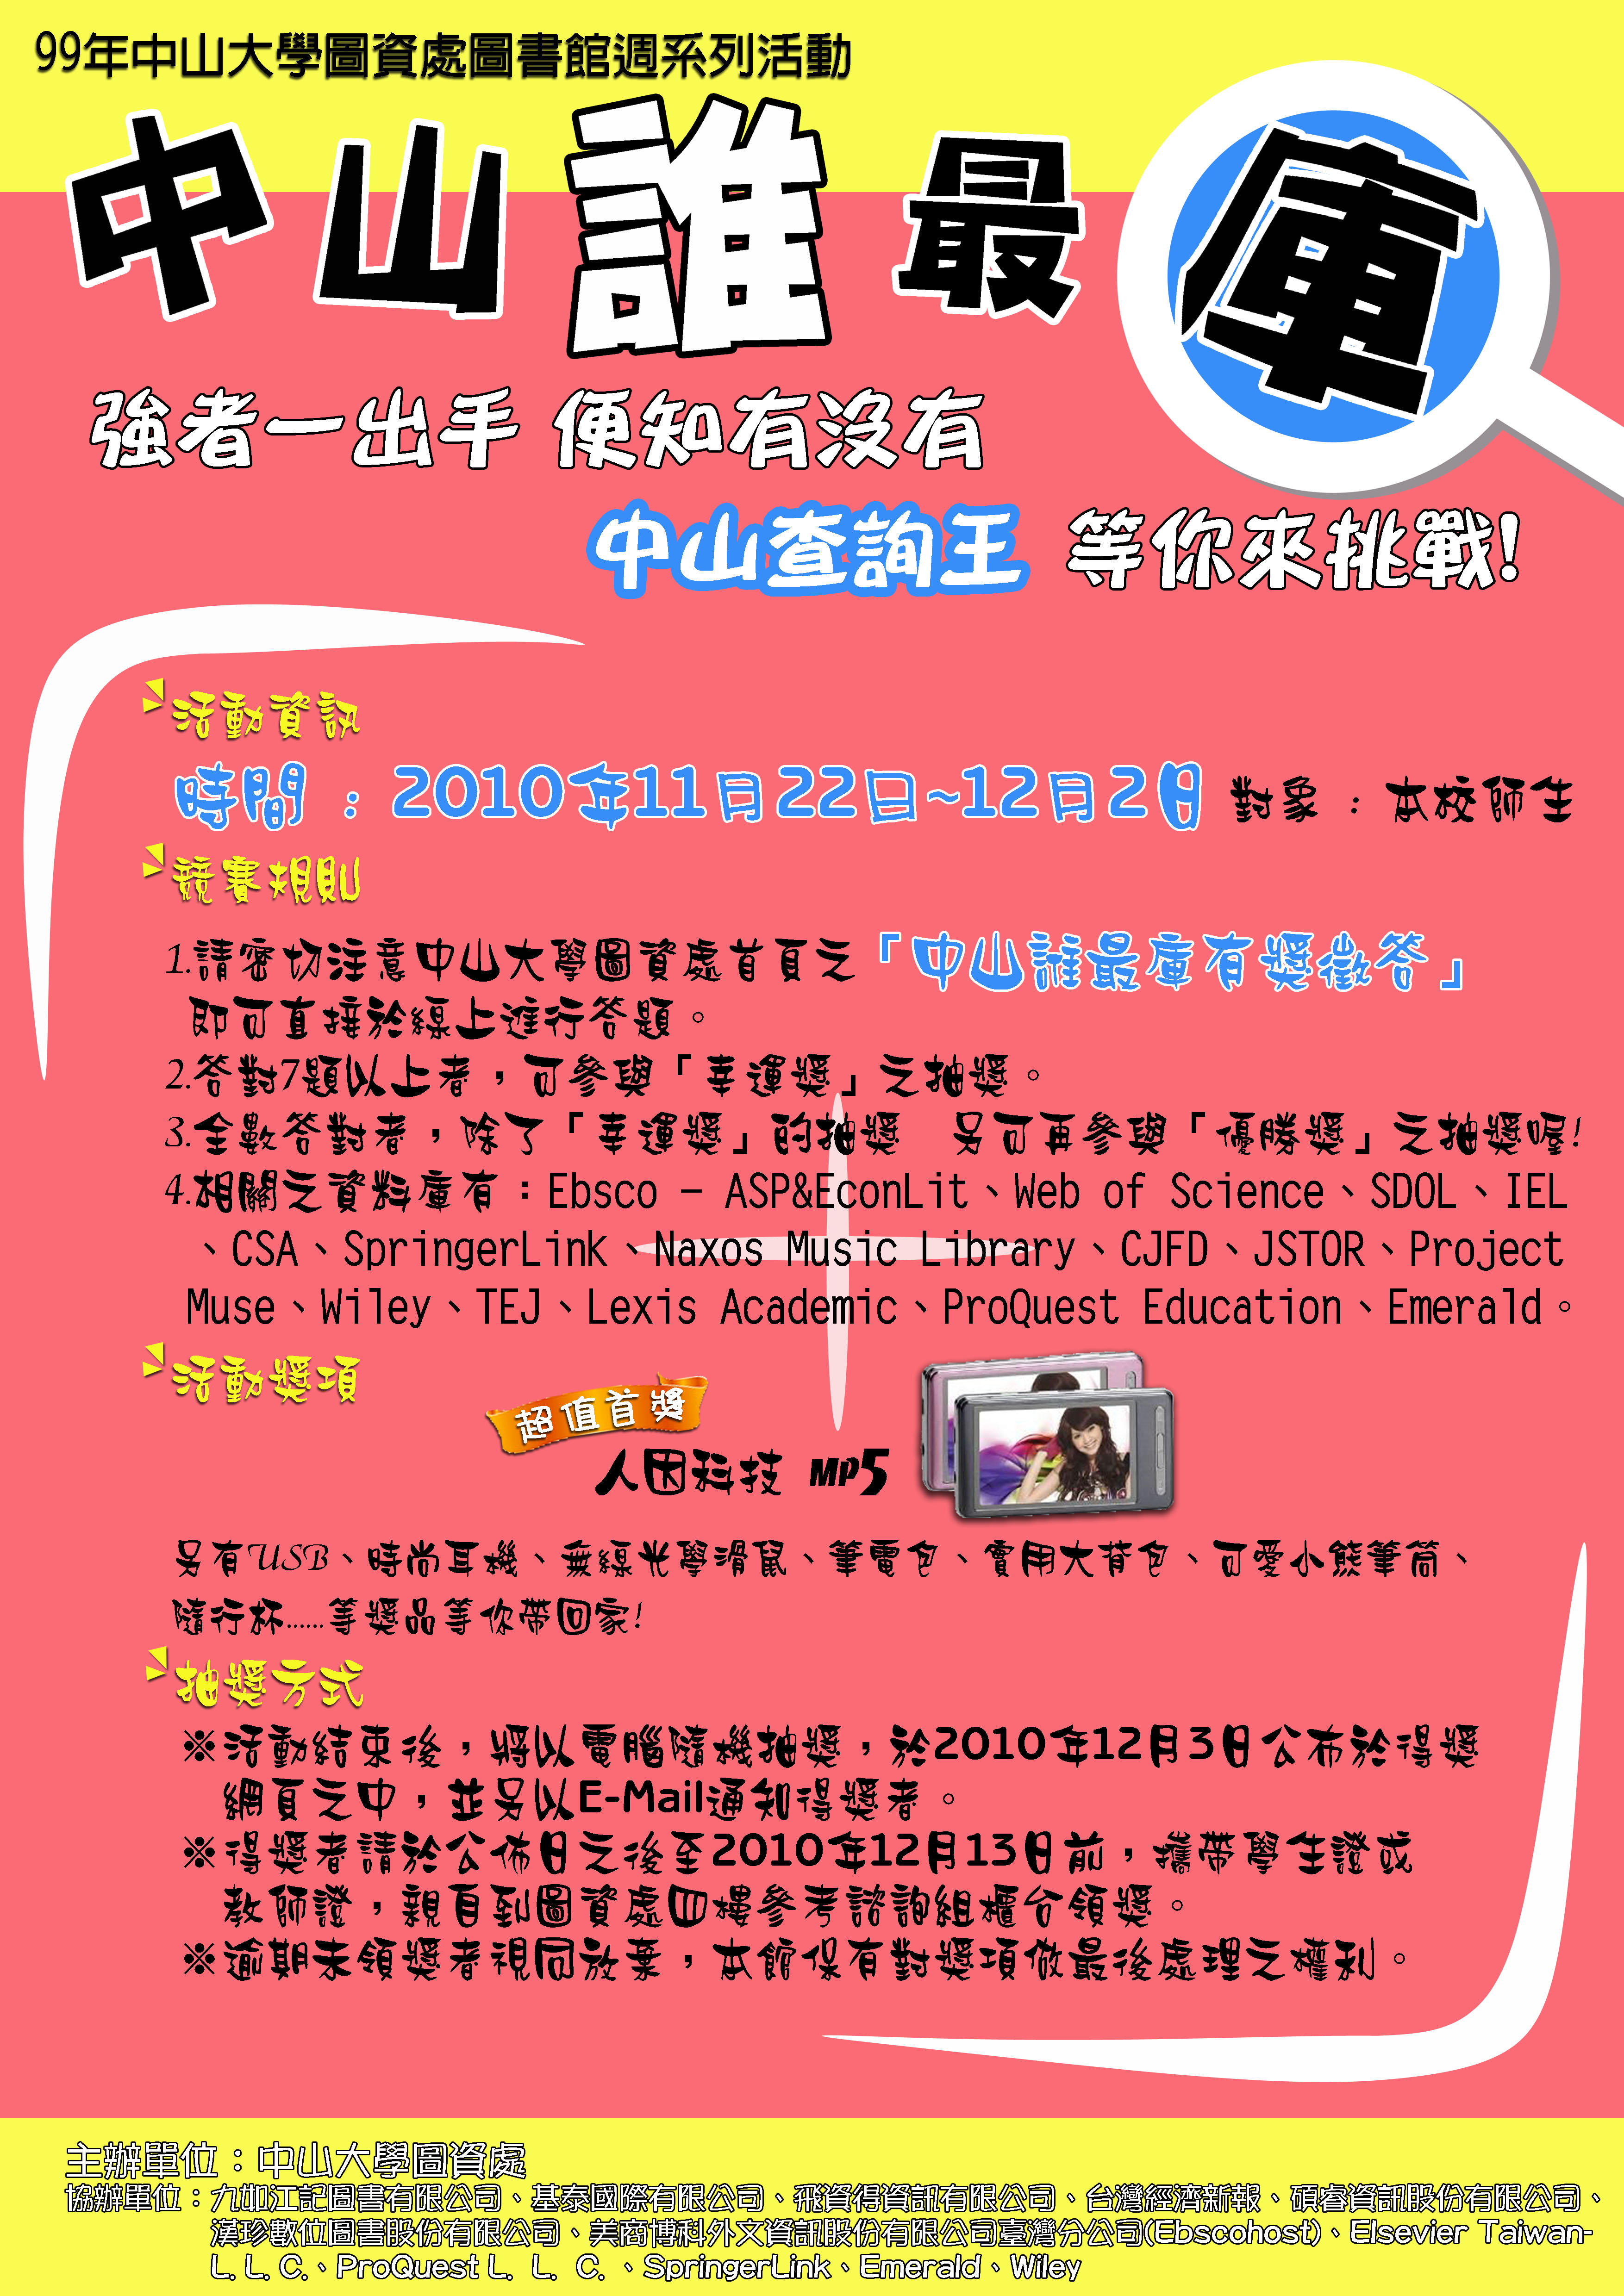 99年中山大學圖資處圖書館週系列活動
中山誰最庫
強者一出手 便知有沒有
中山查詢王 等你來挑戰!
活動資訊
時間：2010年11月22日~12月2日 對象：本校師生
競賽規則
1.請密切注意中山大學圖資處首頁之「中山誰最庫有獎徵答」
即可直接於線上進行答題。
2.答對7題以上者，可參與「幸運獎」之抽獎。
3.全數答對者，除了「幸運獎」的抽獎　另可再參與「優勝獎」之抽獎喔!
4.相關之資料庫有：Ebsco － ASP&EconLit、Web of Science、SDOL、IEL
、CSA、SpringerLink、Naxos Music Library、CJFD、JSTOR、Project
Muse、Wiley、TEJ、Lexis Academic、ProQuest Education、Emerald。
活動獎項
超值首獎
人因科技 MP5
另有USB、時尚耳機、無線光學滑鼠、筆電包、實用大背包、可愛小熊筆筒、
隨行杯......等獎品等你帶回家!
抽獎方式
※活動結束後，將以電腦隨機抽獎，於2010年12月3日公布於得獎
網頁之中，並另以E-Mail通知得獎者。
※得獎者請於公佈日之後至2010年12月13日前，攜帶學生證或
教師證，親自到圖資處四樓參考諮詢組櫃台領獎。
※逾期未領獎者視同放棄，本館保有對獎項做最後處理之權利。
主辦單位：中山大學圖資處
協辦單位：九如江記圖書有限公司、基泰國際有限公司、飛資得資訊有限公司、台灣經濟新報、碩睿資訊股份有限公司、
漢珍數位圖書股份有限公司、美商博科外文資訊股份有限公司臺灣分公司(Ebscohost)、Elsevier Taiwan-
L. L. C.、ProQuest L. L. C. 、SpringerLink、Emerald、Wiley